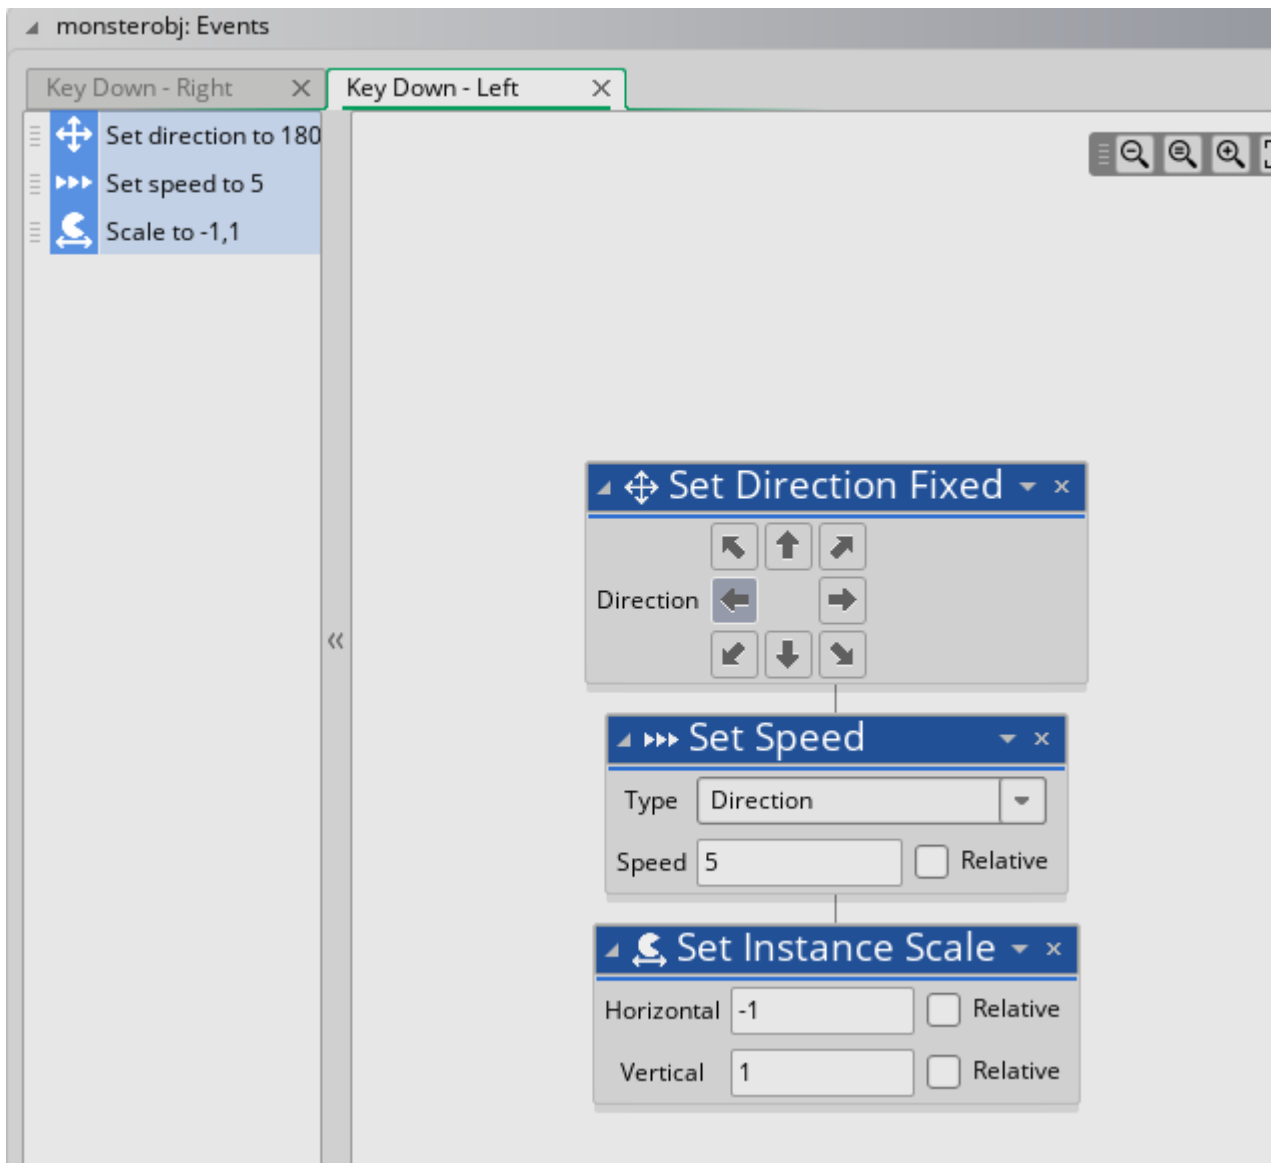 monsterobj: Events
Key Down - Right
Key Down - Left
Set direction to 180
Set speed to 5
Scale to -1,1
Set Direction Fixed
Direction
Set Speed
Type Direction
Speed 5 Relative
Set Instance Scale
Horizontal -1 Relative
Vertical 1 Relative